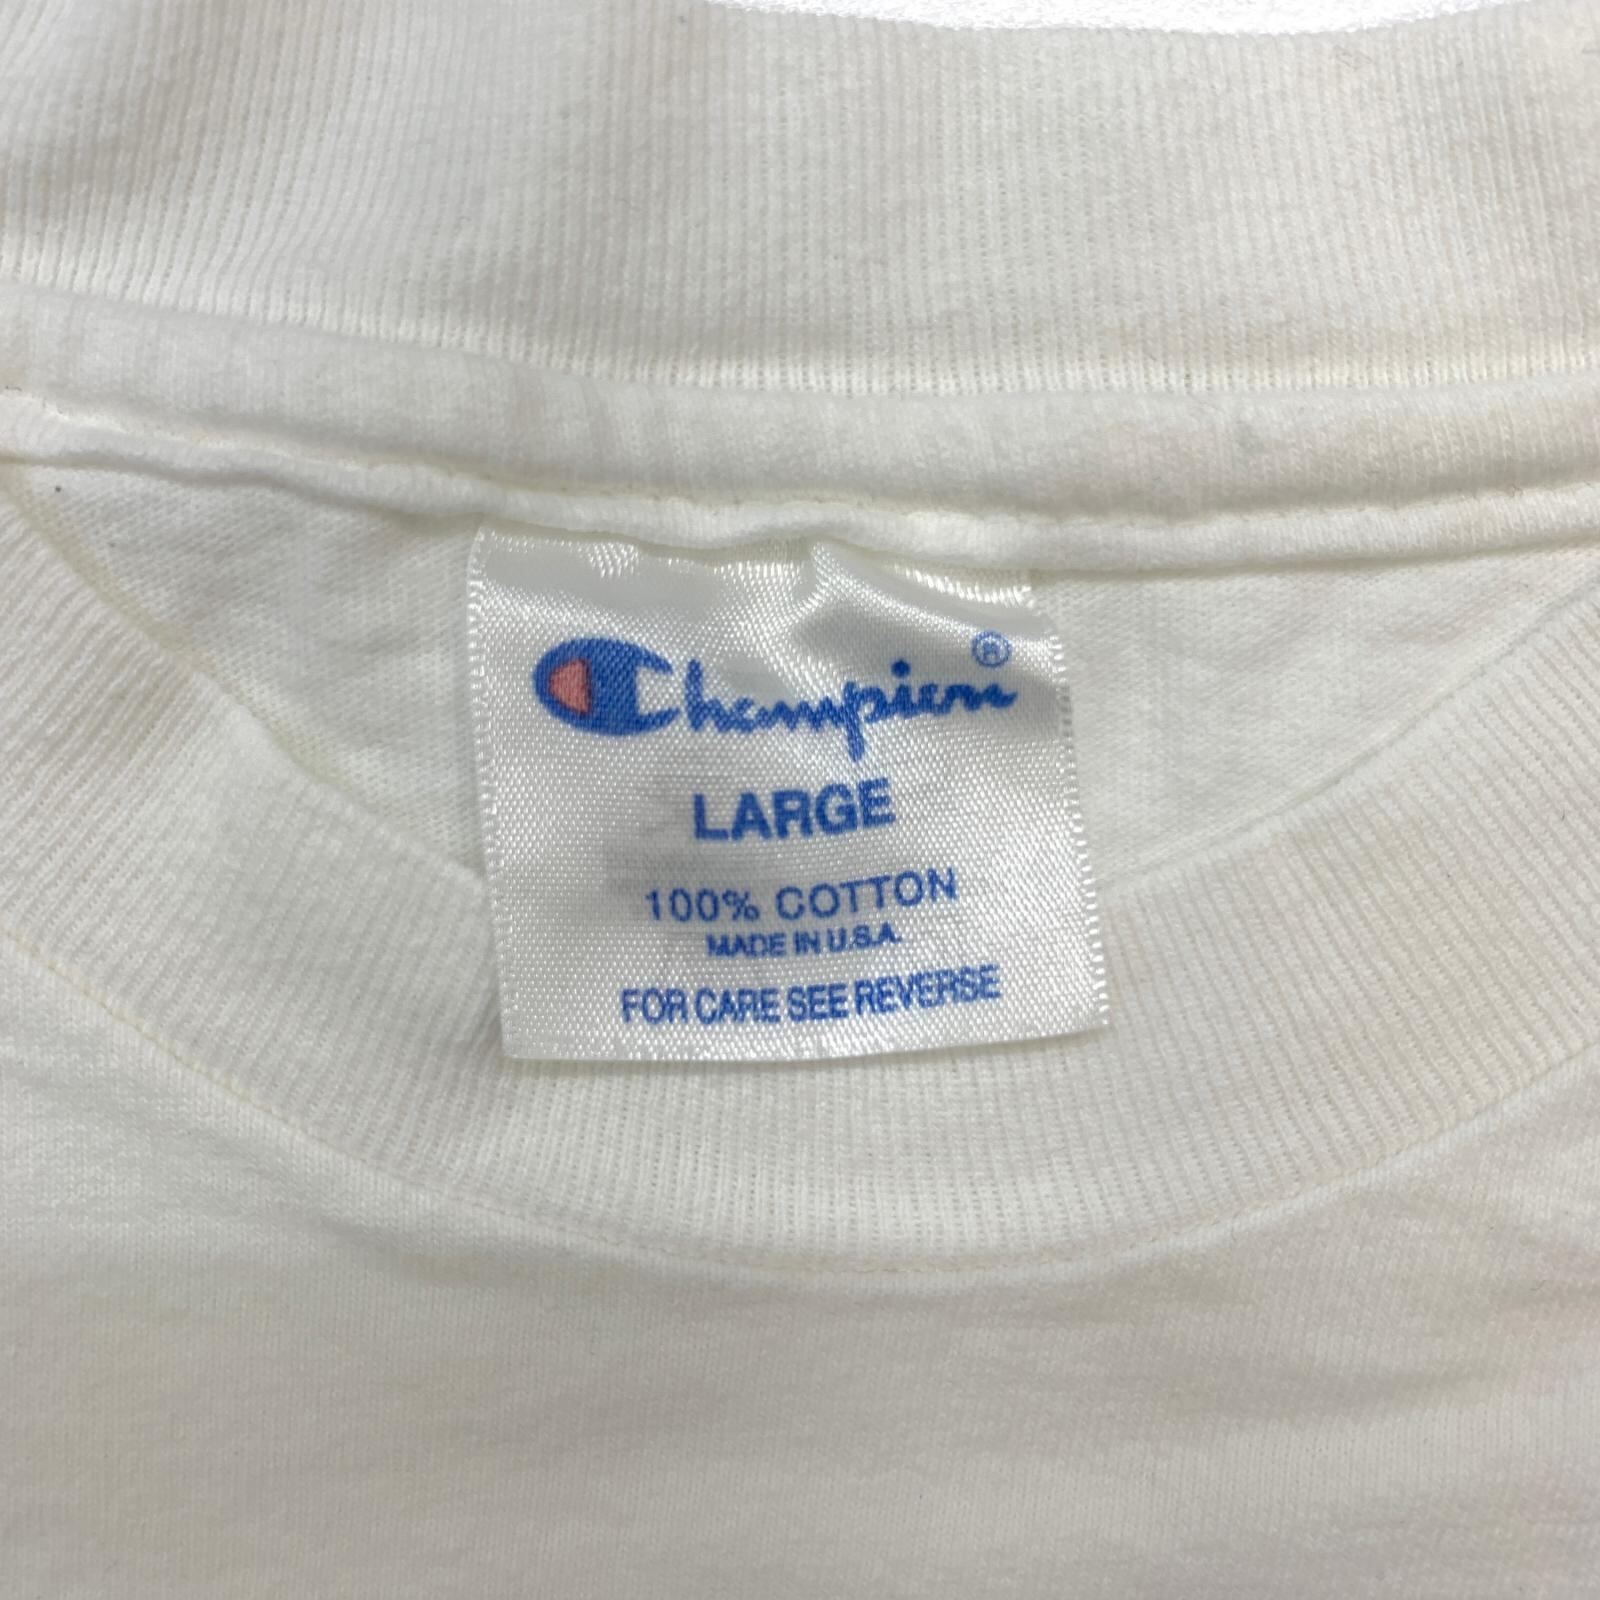 Champion®
LARGE
100% COTTON
MADE IN U.S.A.
FOR CARE SEE REVERSE